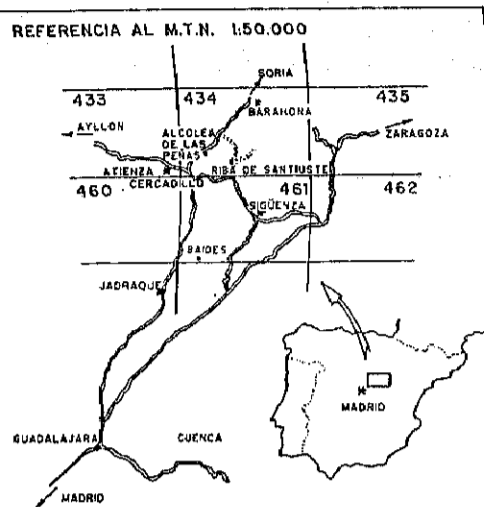 REFERENCIA AL M.T.N. 1:50.000
SORIA
433 434 435
BARAHONA
AYLLON
ALCOLEA
DE LAS
PEÑAS
ZARAGOZA
ATIENZA
RIBA DE SANTIUSTE
460 461 462
CERCADILLO
SIGÜENZA
BAIDES
JADRAQUE
MADRID
GUADALAJARA
CUENCA
MADRID